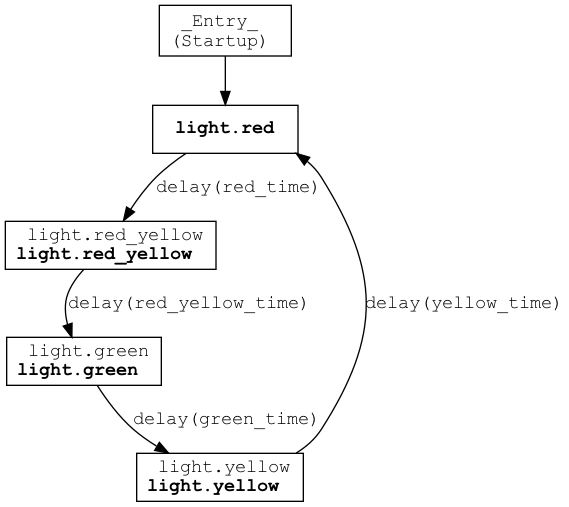 _Entry_
(Startup)
light.red
delay(red_time)
light.red_yellow
light.red_yellow
delay(red_yellow_time)
delay(yellow_time)
light.green
light.green
delay(green_time)
light.yellow
light.yellow